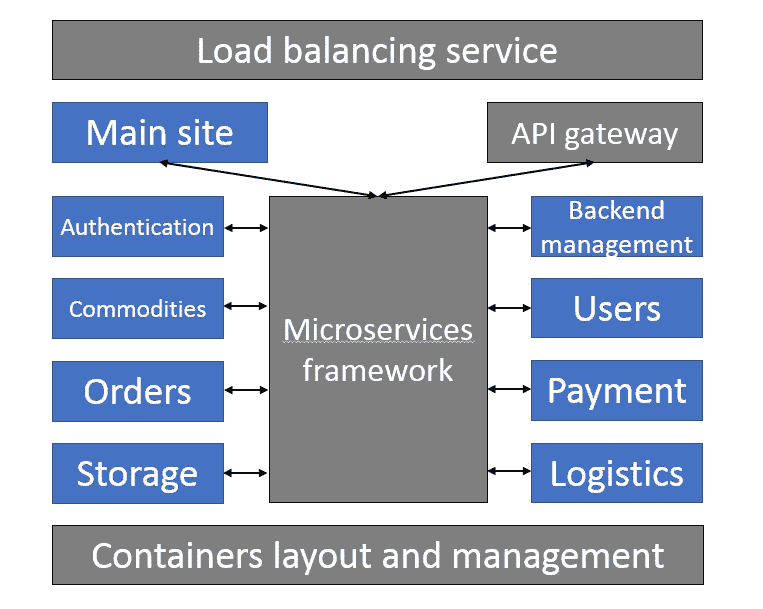 Load balancing service
Main site
API gateway
Authentication
Backend
management
Commodities
Users
Microservices
framework
Orders
Payment
Storage
Logistics
Containers layout and management